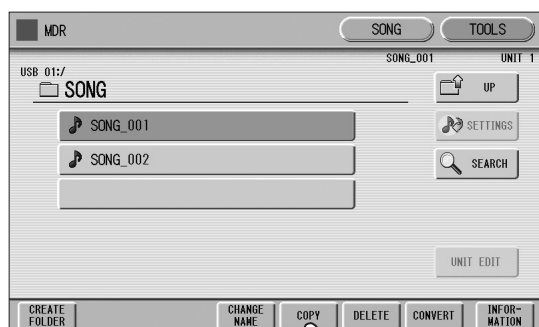 MDR
SONG
TOOLS
SONG_001
UNIT 1
USB 01:/
SONG
UP
SONG_001
SETTINGS
SONG_002
SEARCH
UNIT EDIT
CREATE
FOLDER
CHANGE
NAME
COPY
DELETE
CONVERT
INFOR-
MATION